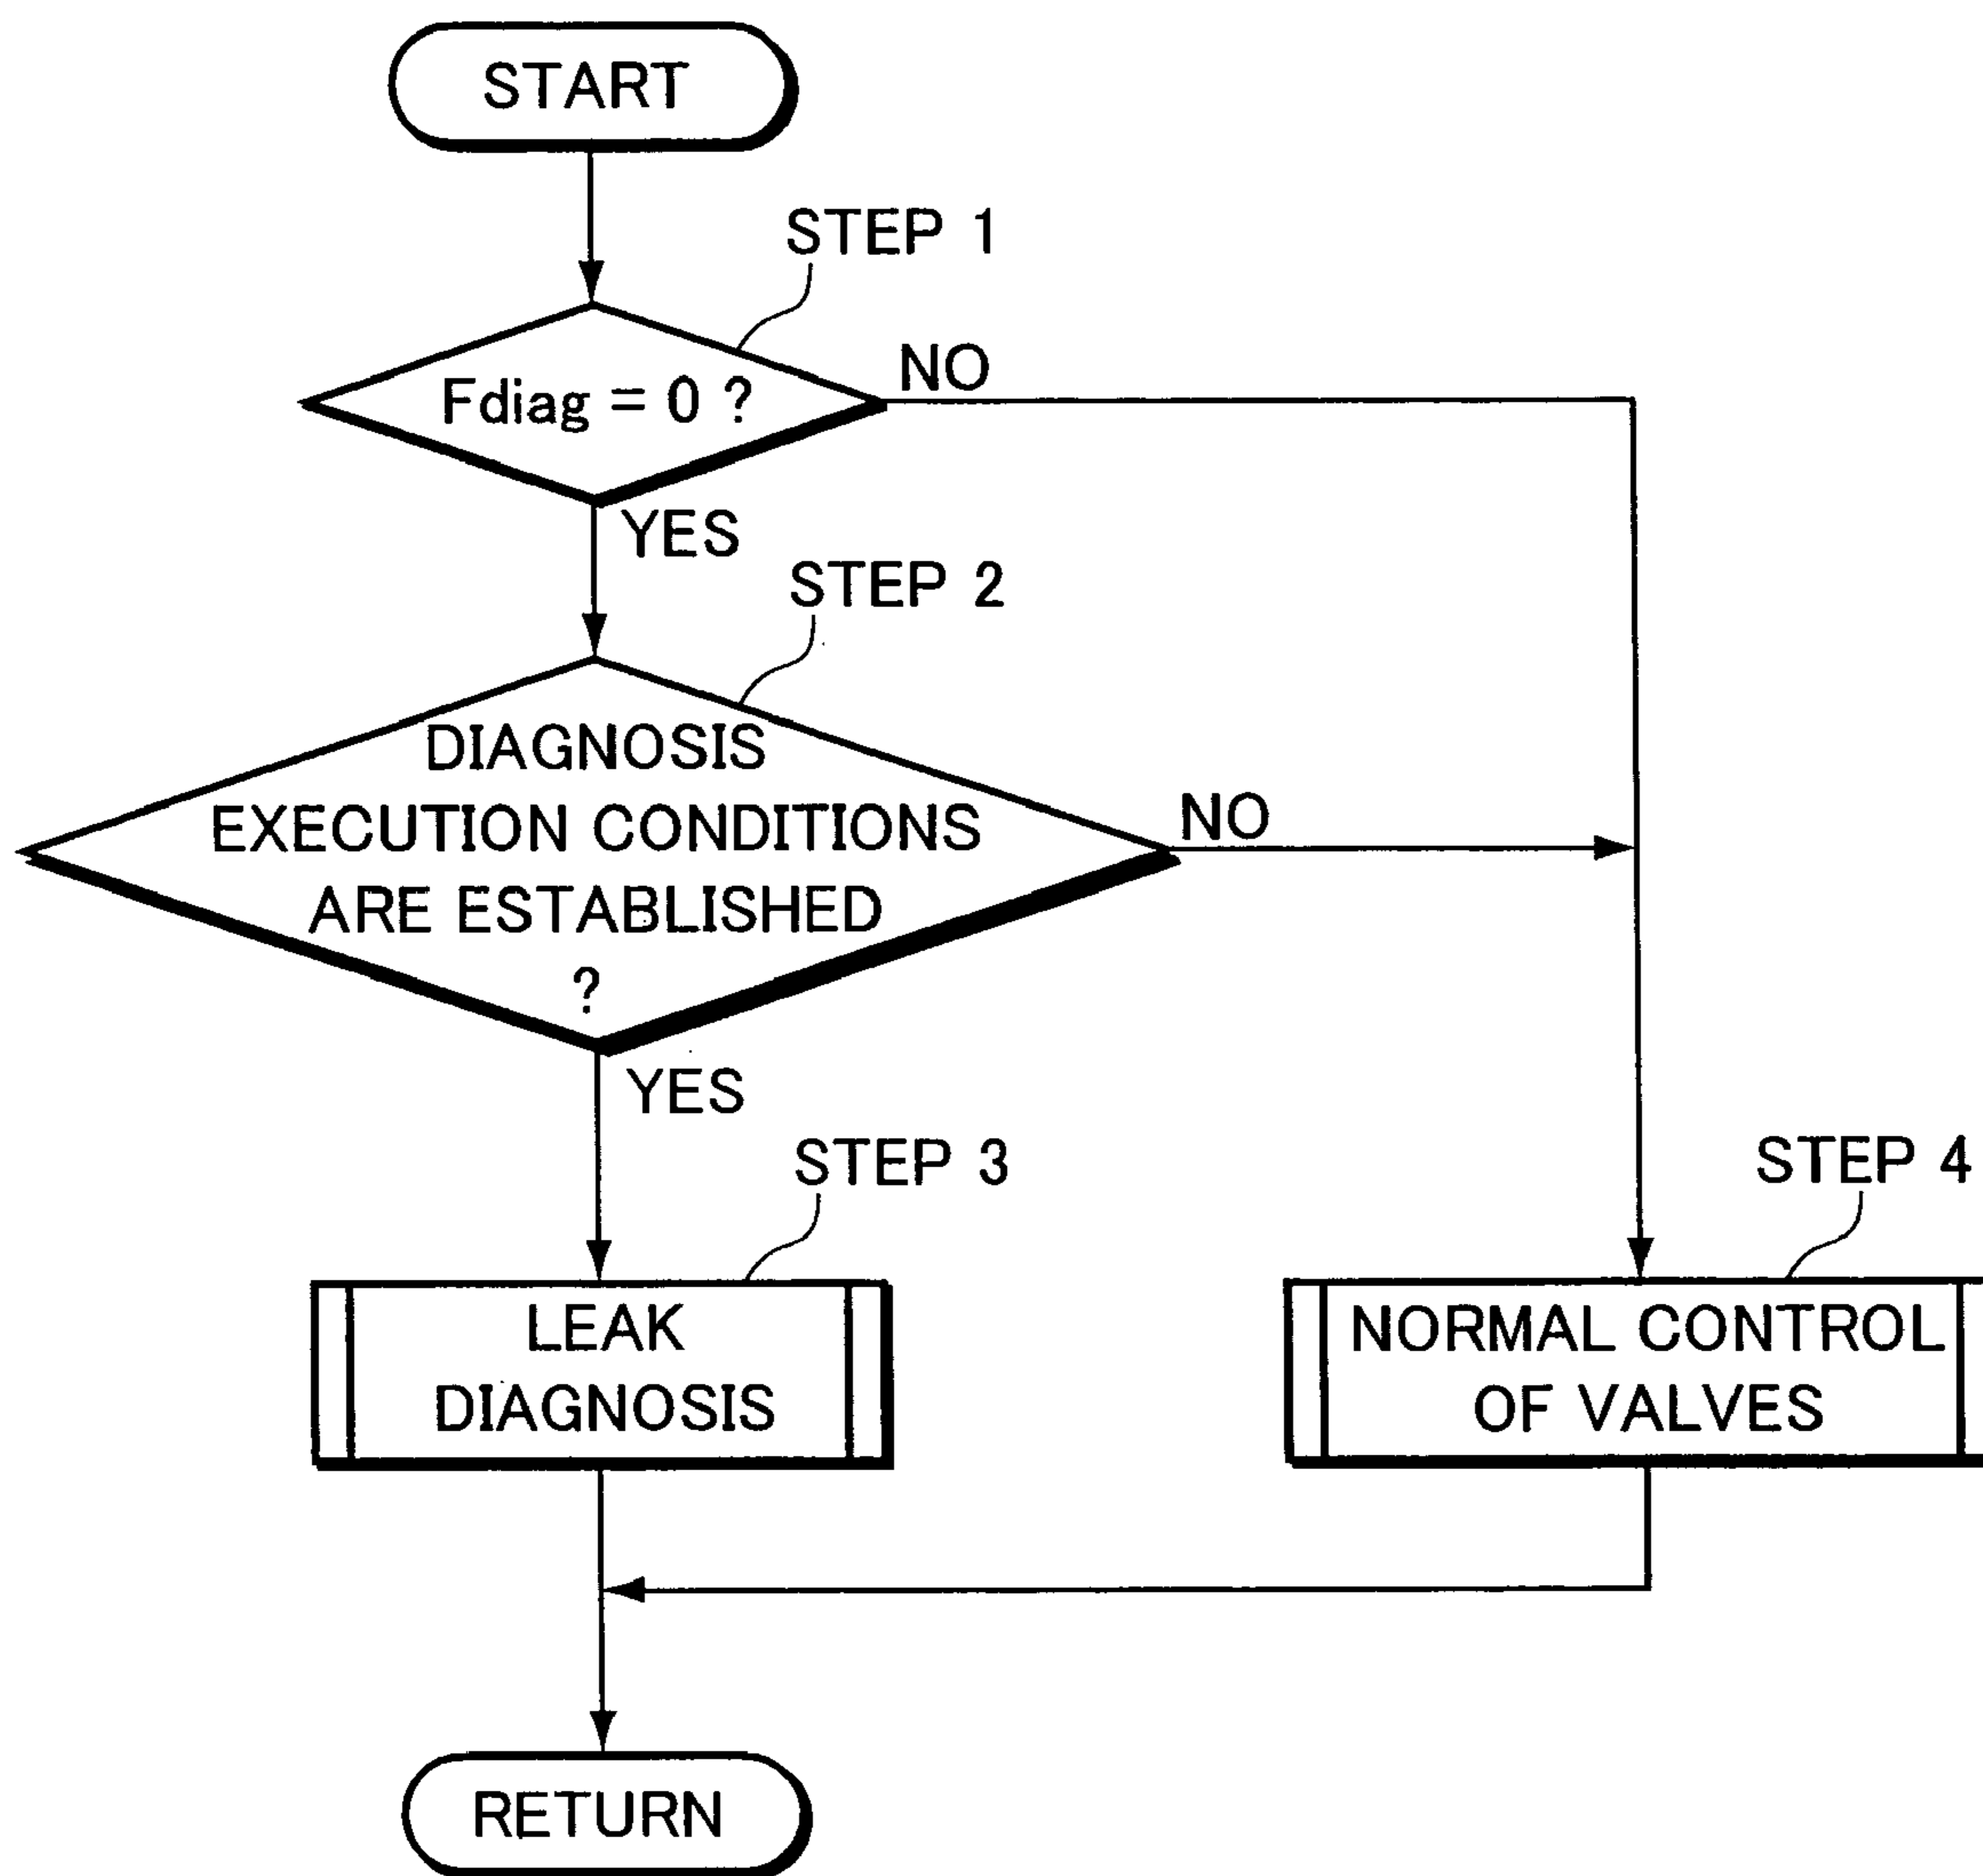 START
STEP 1
Fdiag = 0 ?
NO
YES
STEP 2
DIAGNOSIS
EXECUTION CONDITIONS
ARE ESTABLISHED
?
NO
YES
STEP 3
STEP 4
LEAK
DIAGNOSIS
NORMAL CONTROL
OF VALVES
RETURN